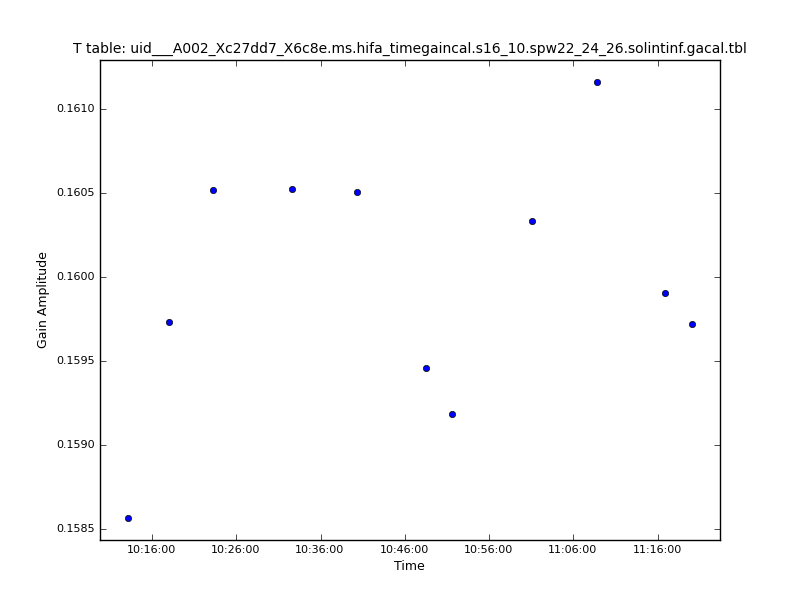 T table: uid___A002_Xc27dd7_X6c8e.ms.hifa_timegaincal.s16_10.spw22_24_26.solintinf.gacal.tbl
0.1610
0.1605
0.1600
0.1595
0.1590
0.1585
Gain Amplitude
10:16:00 10:26:00 10:36:00 10:46:00 10:56:00 11:06:00 11:16:00
Time